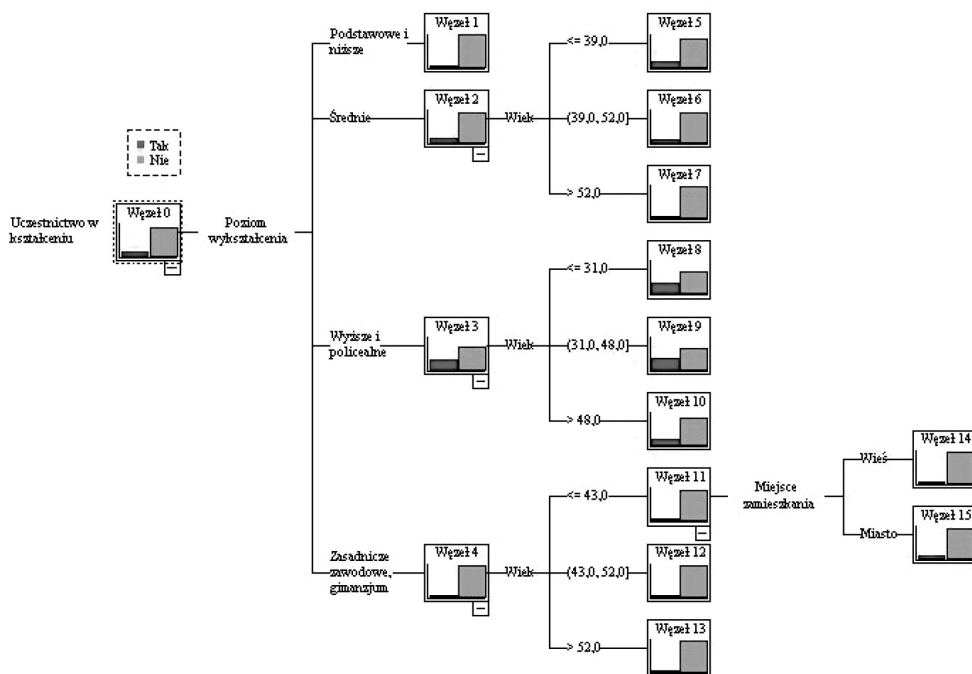 Tak
Nie
Uczestnictwo w
kształceniu
Węzeł 0
Poziom
wykształcenia
Podstawowe i
niższe
Węzeł 1
Średnie
Węzeł 2
Wiek
<= 39,0
Węzeł 5
(39,0, 52,0]
Węzeł 6
> 52,0
Węzeł 7
Wyższe i
policealne
Węzeł 3
Wiek
<= 31,0
Węzeł 8
(31,0, 48,0]
Węzeł 9
> 48,0
Węzeł 10
Zasadnicze
zawodowe,
gimanzjum
Węzeł 4
Wiek
<= 43,0
Węzeł 11
Miejsce
zamieszkania
Wieś
Węzeł 14
Miasto
Węzeł 15
(43,0, 52,0]
Węzeł 12
> 52,0
Węzeł 13